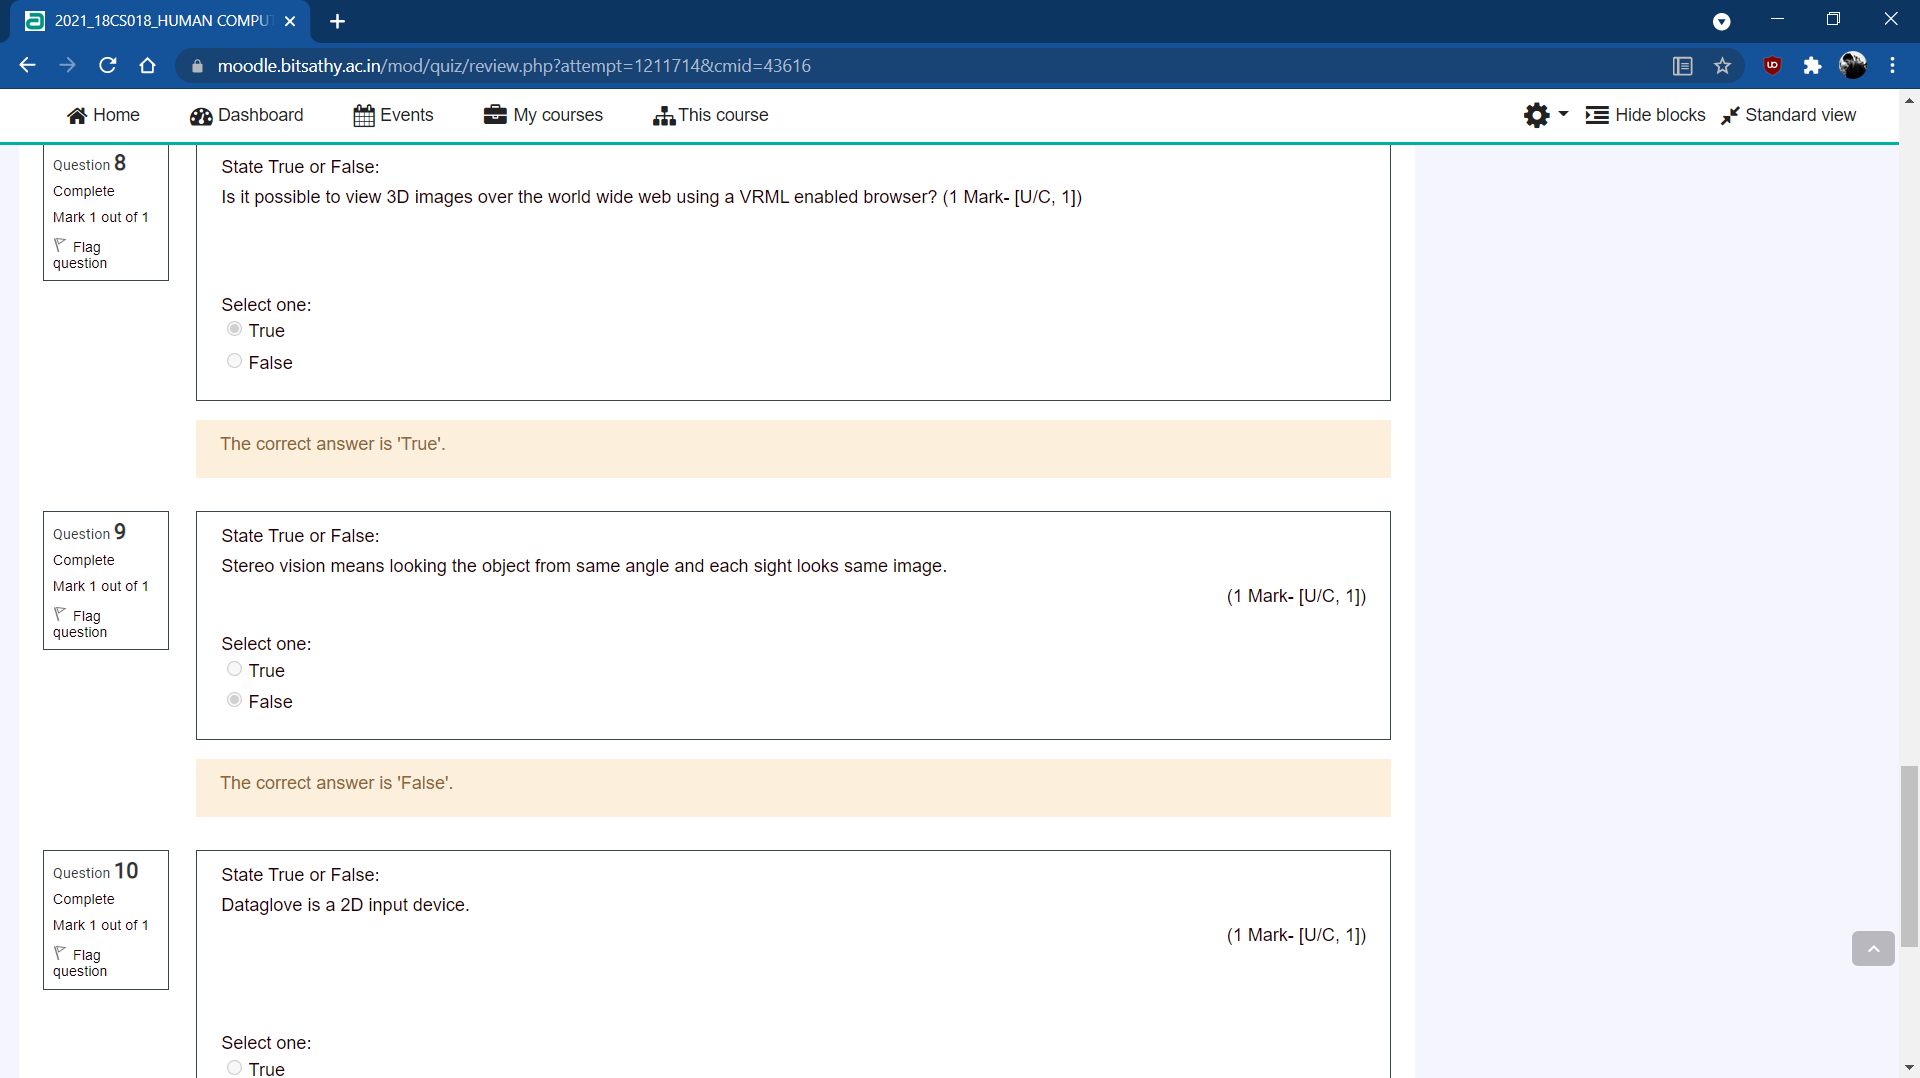 2021_18CS018_HUMAN COMPU
moodle.bitsathy.ac.in/mod/quiz/review.php?attempt=1211714&cmid=43616
Home
Dashboard
Events
My courses
This course
Hide blocks
Standard view
Question 8
Complete
Mark 1 out of 1
Flag
question
State True or False:
Is it possible to view 3D images over the world wide web using a VRML enabled browser? (1 Mark- [U/C, 1])
Select one:
True
False
The correct answer is 'True'.
Question 9
Complete
Mark 1 out of 1
Flag
question
State True or False:
Stereo vision means looking the object from same angle and each sight looks same image.
(1 Mark- [U/C, 1])
Select one:
True
False
The correct answer is 'False'.
Question 10
Complete
Mark 1 out of 1
Flag
question
State True or False:
Dataglove is a 2D input device.
(1 Mark- [U/C, 1])
Select one:
True